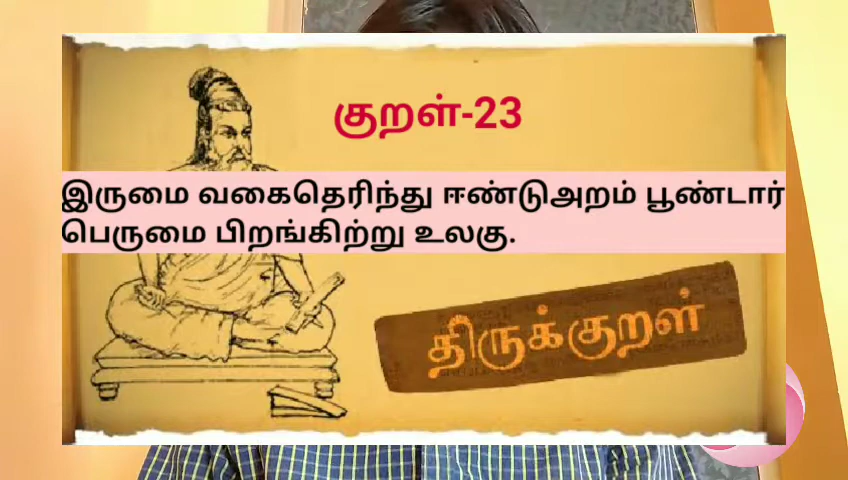 குறள்-23
இருமை வகைதெரிந்து ஈண்டுஅறம் பூண்டார்
பெருமை பிறங்கிற்று உலகு.
திருக்குறள்